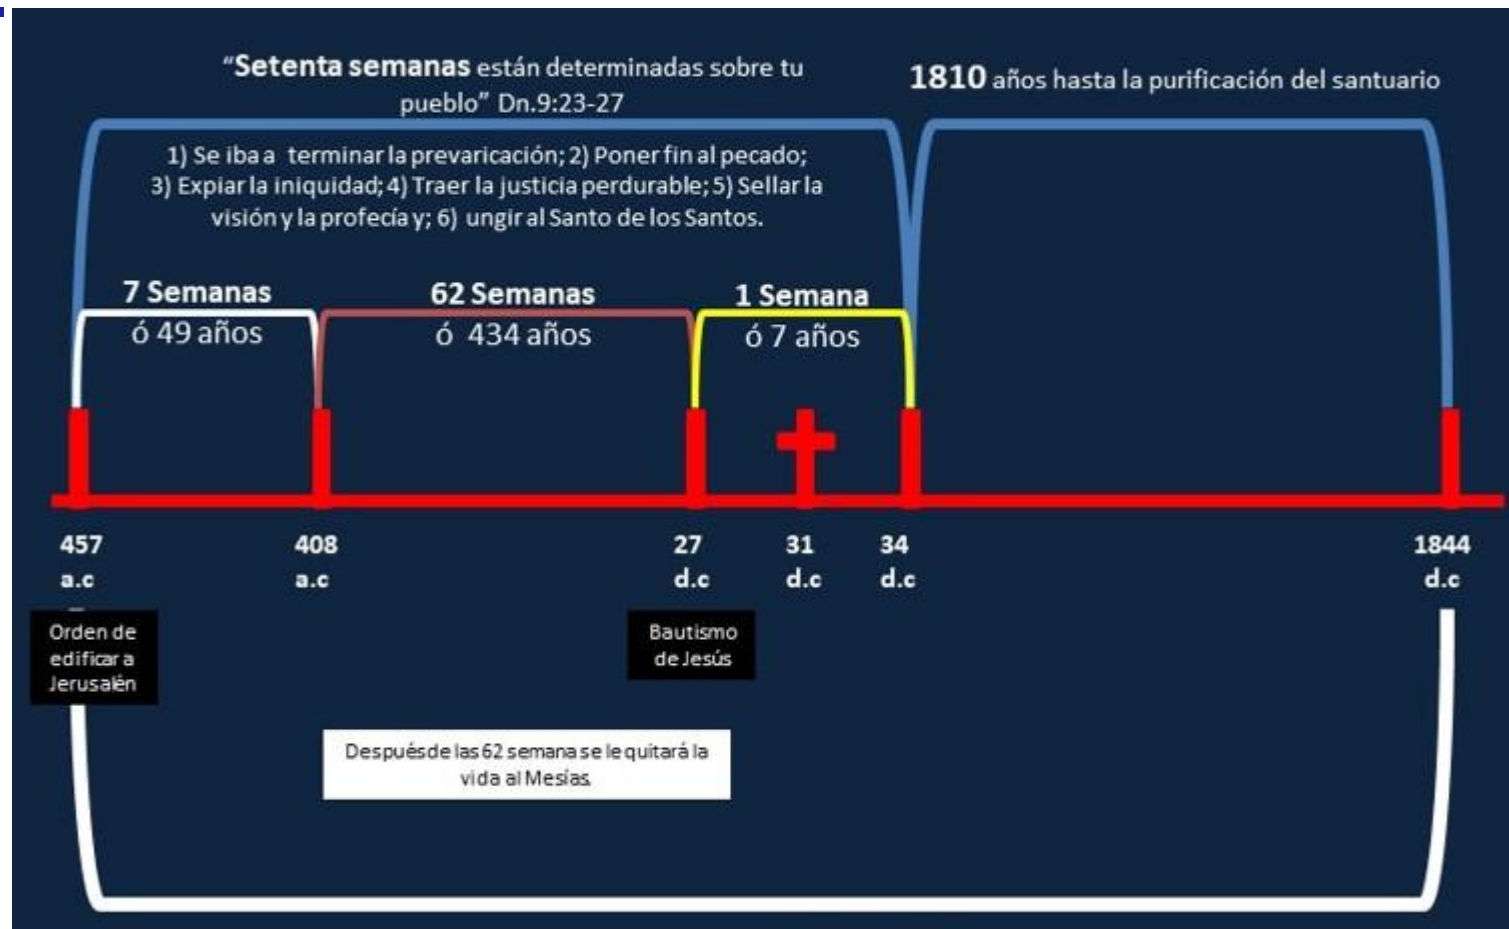 “Setenta semanas están determinadas sobre tu
pueblo” Dn.9:23-27
1810 años hasta la purificación del santuario
1) Se iba a terminar la prevaricación; 2) Poner fin al pecado;
3) Expiar la iniquidad; 4) Traer la justicia perdurable; 5) Sellar la
visión y la profecía y; 6) ungir al Santo de los Santos.
7 Semanas
ó 49 años
62 Semanas
ó 434 años
1 Semana
ó 7 años
457
a.c
408
a.c
27
d.c
31
d.c
34
d.c
1844
d.c
Orden de
edificar a
Jerusalén
Bautismo
de Jesús
Después de las 62 semana se le quitará la
vida al Mesías.